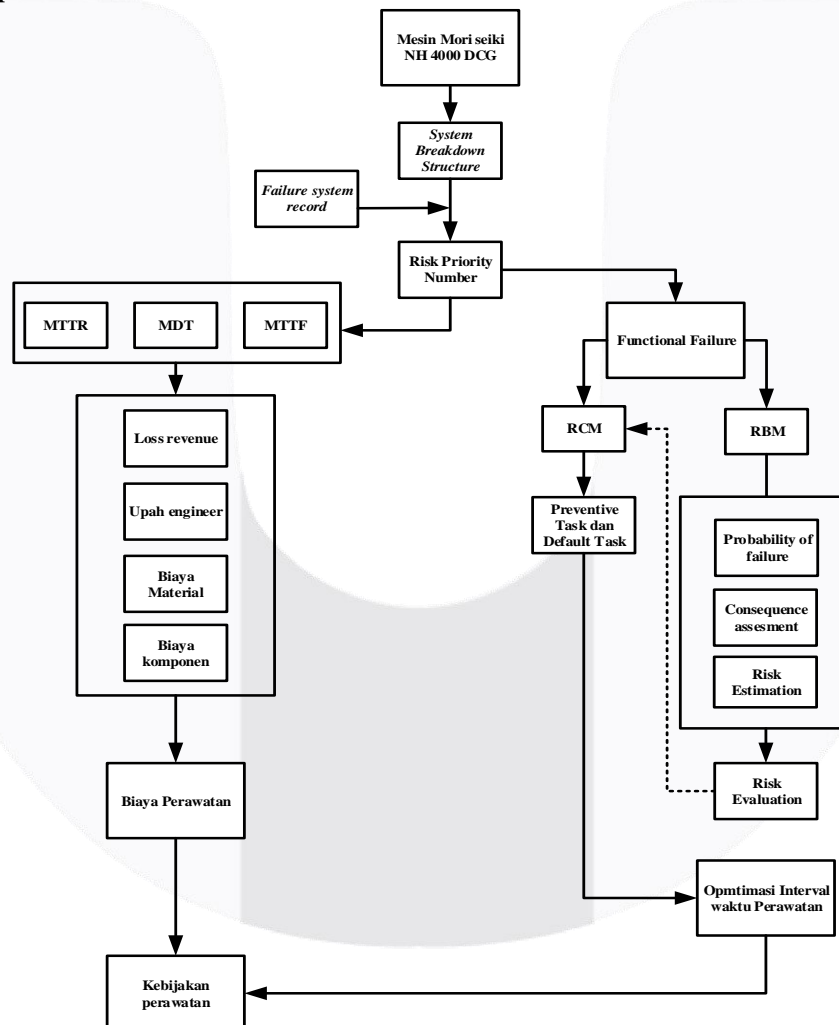 Mesin Mori seiki
NH 4000 DCG
System
Breakdown
Structure
Failure system
record
Risk Priority
Number
MTTR
MDT
MTTF
Functional Failure
Loss revenue
RCM
RBM
Upah engineer
Preventive
Task dan
Default Task
Probability of
failure
Biaya
Material
Consequence
assesment
Biaya
komponen
Risk
Estimation
Biaya Perawatan
Risk
Evaluation
Opmtimasi Interval
waktu Perawatan
Kebijakan
perawatan